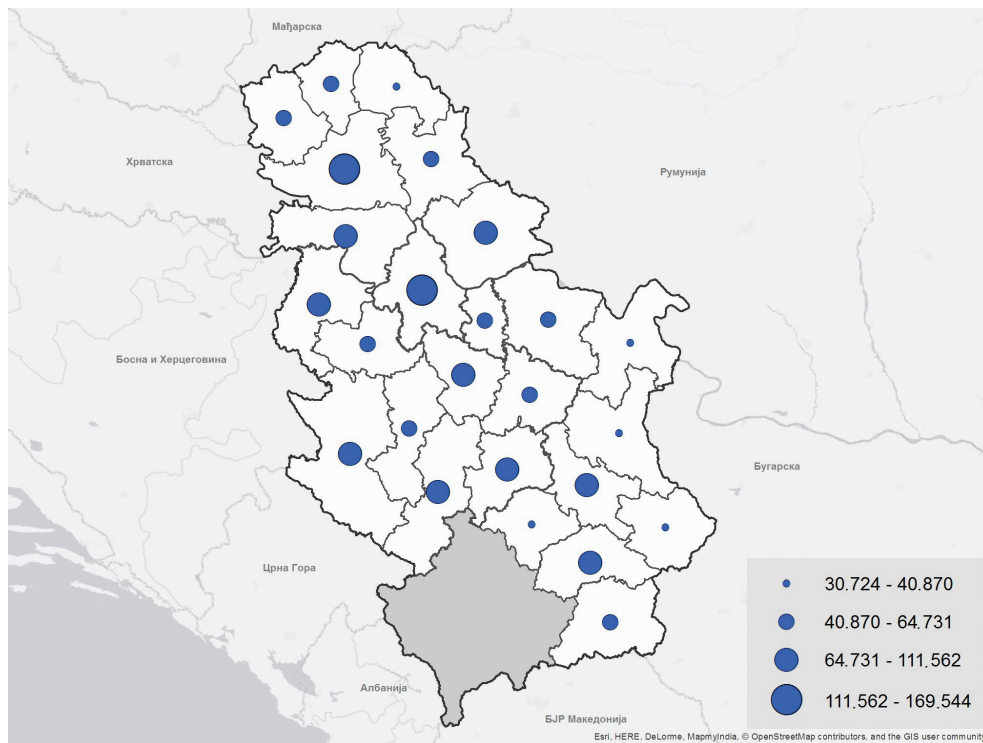 Мађарска
Хрватска
Румунија
Босна и Херцеговина
Бугарска
Црна Гора
Албанија
БЈР Македонија
30.724 - 40.870
40.870 - 64.731
64.731 - 111.562
111.562 - 169.544
Esri, HERE, DeLorme, MapmyIndia, © OpenStreetMap contributors, and the GIS user community